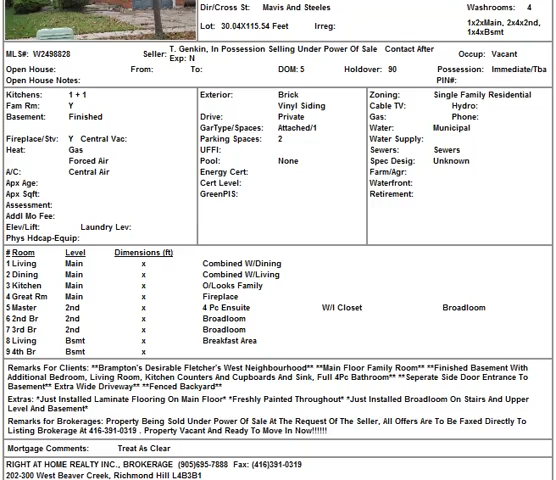 Dir/Cross St: Mavis And Steeles Washrooms: 4
Lot: 30.04X115.54 Feet Irreg: 1x2xMain, 2x4x2nd,
1x4xBsmt
MLS#: W2498828 Seller: T. Genkin, In Possession Selling Under Power Of Sale Contact After
Exp: N Occup: Vacant
Open House: From: To: DOM: 5 Holdover: 90 Possession: Immediate/Tba
Open House Notes: PIN#:
Kitchens: 1 + 1 Exterior: Brick Zoning: Single Family Residential
Fam Rm: Y Vinyl Siding Cable TV: Hydro:
Basement: Finished Drive: Private Gas: Phone:
GarType/Spaces: Attached/1 Water: Municipal
Fireplace/Stv: Y Central Vac: Parking Spaces: 2 Water Supply:
Heat: Gas UFFI: Sewers: Sewers
Forced Air Pool: None Spec Desig: Unknown
A/C: Central Air Energy Cert: Farm/Agr:
Apx Age: Cert Level: Waterfront:
Apx Sqft: GreenPIS: Retirement:
Assessment:
Addl Mo Fee:
Elev/Lift: Laundry Lev:
Phys Hdcap-Equip:
# Room Level Dimensions (ft)
1 Living Main x Combined W/Dining
2 Dining Main x Combined W/Living
3 Kitchen Main x O/Looks Family
4 Great Rm Main x Fireplace
5 Master 2nd x 4 Pc Ensuite W/I Closet Broadloom
6 2nd Br 2nd x Broadloom
7 3rd Br 2nd x Broadloom
8 Living Bsmt x Breakfast Area
9 4th Br Bsmt x
Remarks For Clients: **Brampton's Desirable Fletcher's West Neighbourhood** **Main Floor Family Room** **Finished Basement With
Additional Bedroom, Living Room, Kitchen Counters And Cupboards And Sink, Full 4Pc Bathroom** **Seperate Side Door Entrance To
Basement** Extra Wide Driveway** **Fenced Backyard**
Extras: *Just Installed Laminate Flooring On Main Floor* *Freshly Painted Throughout* *Just Installed Broadloom On Stairs And Upper
Level And Basement*
Remarks for Brokerages: Property Being Sold Under Power Of Sale At The Request Of The Seller, All Offers Are To Be Faxed Directly To
Listing Brokerage At 416-391-0319 . Property Vacant And Ready To Move In Now!!!!!!
Mortgage Comments: Treat As Clear
RIGHT AT HOME REALTY INC., BROKERAGE (905)695-7888 Fax: (416)391-0319
202-300 West Beaver Creek, Richmond Hill L4B3B1